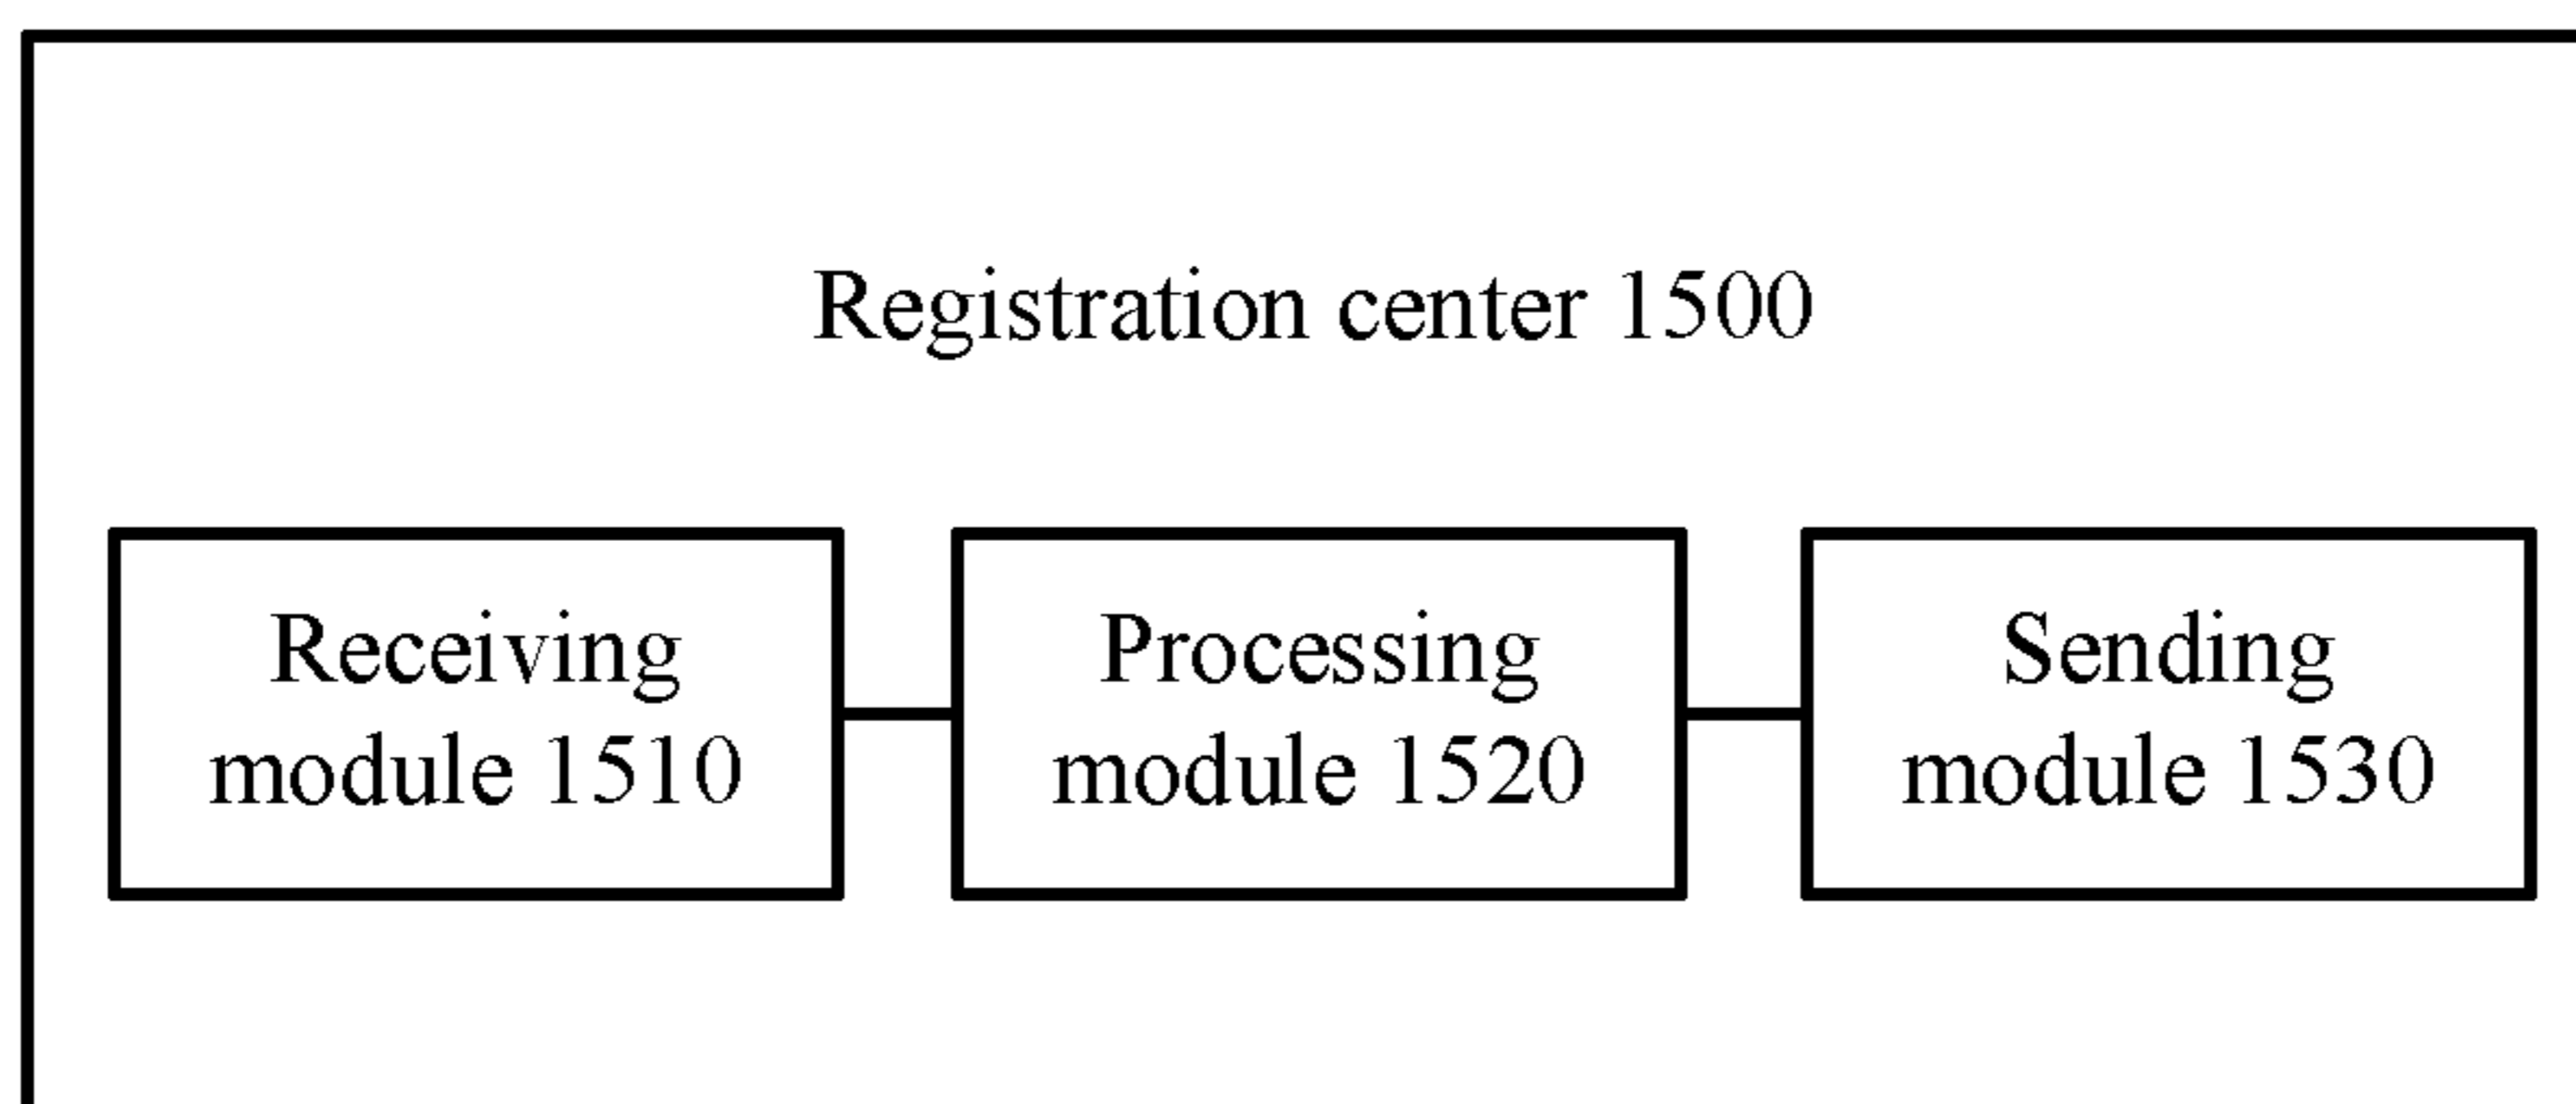 Registration center 1500
Receiving
module 1510
Processing
module 1520
Sending
module 1530